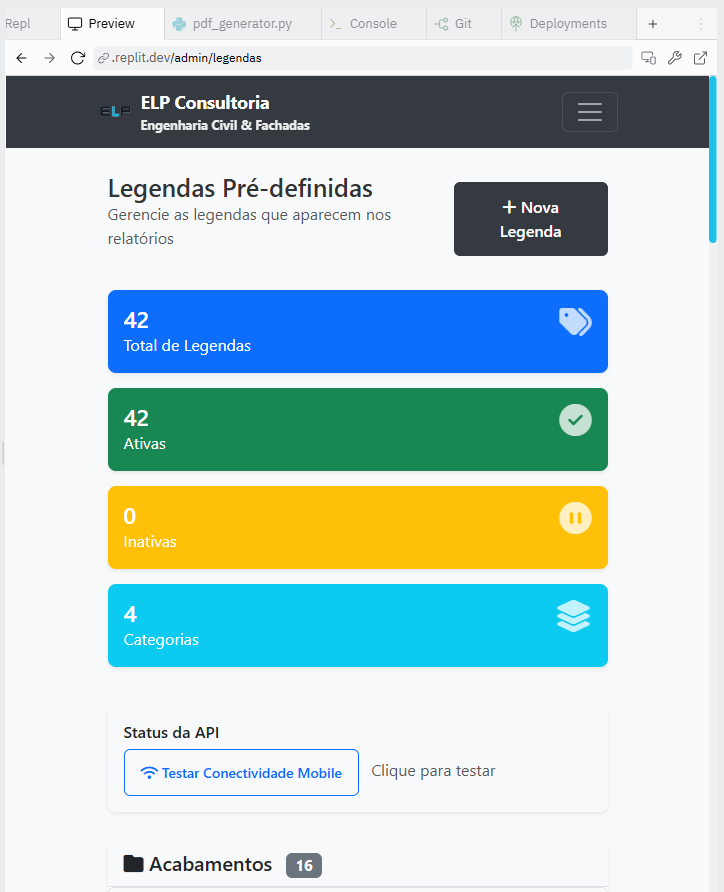 Repl
Preview
pdf_generator.py
Console
Git
Deployments
.replit.dev/admin/legendas
ELP
ELP Consultoria
Engenharia Civil & Fachadas
Legendas Pré-definidas
Gerencie as legendas que aparecem nos
relatórios
+ Nova
Legenda
42
Total de Legendas
42
Ativas
0
Inativas
4
Categorias
Status da API
Testar Conectividade Mobile
Clique para testar
Acabamentos 16